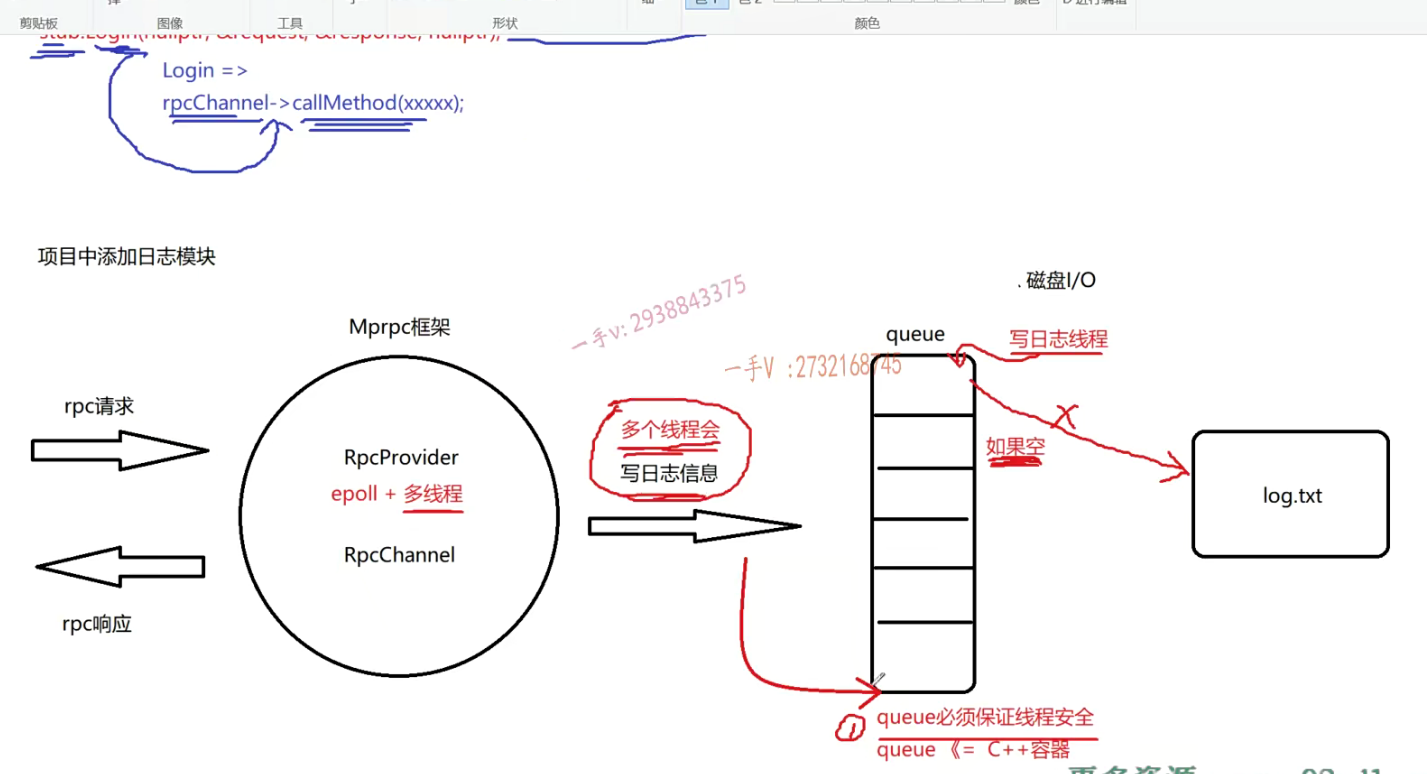 剪贴板
图像
工具
形状
颜色
stub.Login(nullptr, &request, &response, nullptr);
Login =>
rpcChannel->callMethod(xxxxx);
项目中添加日志模块
.磁盘I/O
一手v: 2938843375
Mprpc框架
queue
写日志线程
一手V :2732168745
rpc请求
多个线程会
写日志信息
X
如果空
RpcProvider
epoll + 多线程
log.txt
RpcChannel
rpc响应
1
queue必须保证线程安全
queue 《= C++容器